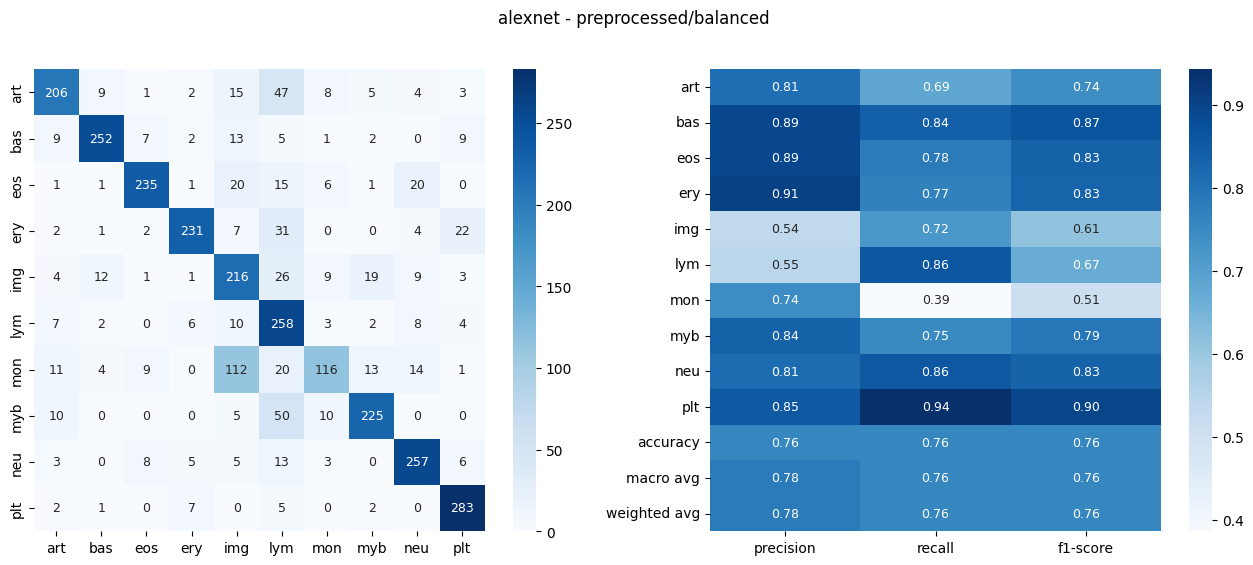 alexnet - preprocessed/balanced
art 206 9 1 2 15 47 8 5 4 3
bas 9 252 7 2 13 5 1 2 0 9
eos 1 1 235 1 20 15 6 1 20 0
ery 2 1 2 231 7 31 0 0 4 22
img 4 12 1 1 216 26 9 19 9 3
lym 7 2 0 6 10 258 3 2 8 4
mon 11 4 9 0 112 20 116 13 14 1
myb 10 0 0 0 5 50 10 225 0 0
neu 3 0 8 5 5 13 3 0 257 6
plt 2 1 0 7 0 5 0 2 0 283
art bas eos ery img lym mon myb neu plt
250
200
150
100
50
0
art 0.81 0.69 0.74
bas 0.89 0.84 0.87
eos 0.89 0.78 0.83
ery 0.91 0.77 0.83
img 0.54 0.72 0.61
lym 0.55 0.86 0.67
mon 0.74 0.39 0.51
myb 0.84 0.75 0.79
neu 0.81 0.86 0.83
plt 0.85 0.94 0.90
accuracy 0.76 0.76 0.76
macro avg 0.78 0.76 0.76
weighted avg 0.78 0.76 0.76
precision recall f1-score
0.9
0.8
0.7
0.6
0.5
0.4